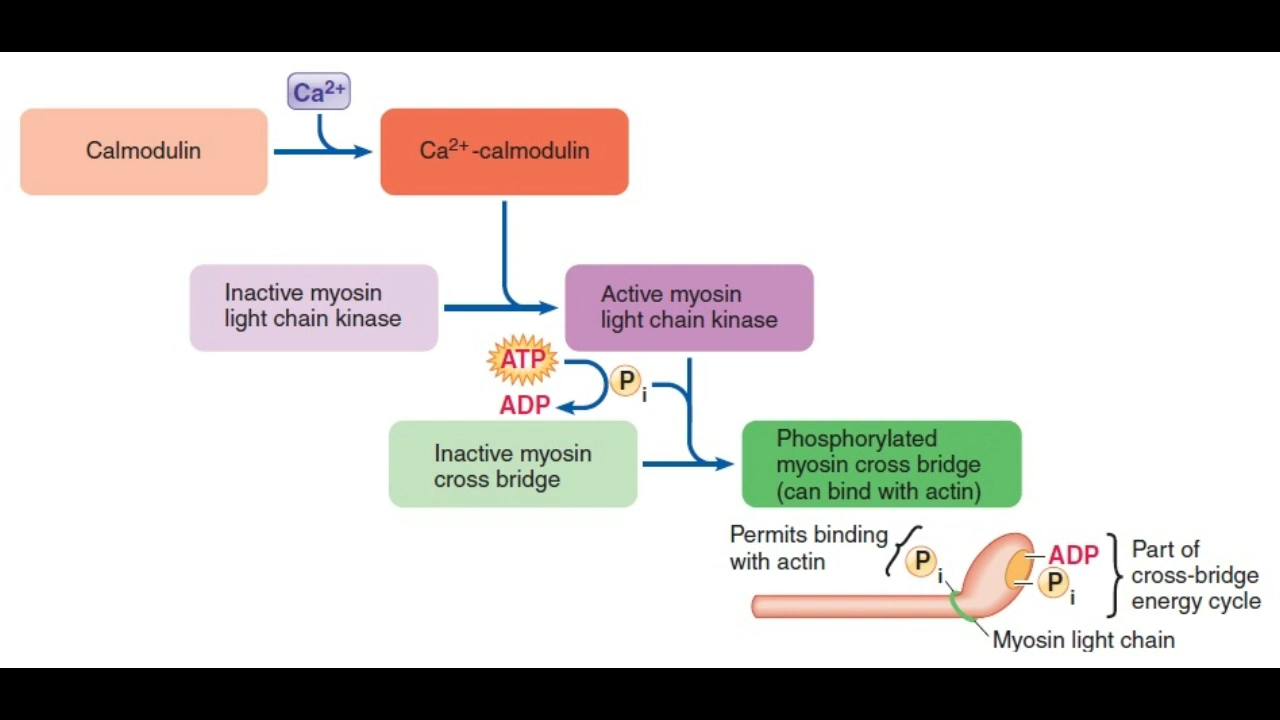 Ca²⁺
Calmodulin
Ca²⁺-calmodulin
Inactive myosin
light chain kinase
Active myosin
light chain kinase
ATP
Pi
ADP
Inactive myosin
cross bridge
Phosphorylated
myosin cross bridge
(can bind with actin)
Permits binding
with actin
Pi
ADP
Pi
Part of
cross-bridge
energy cycle
Myosin light chain